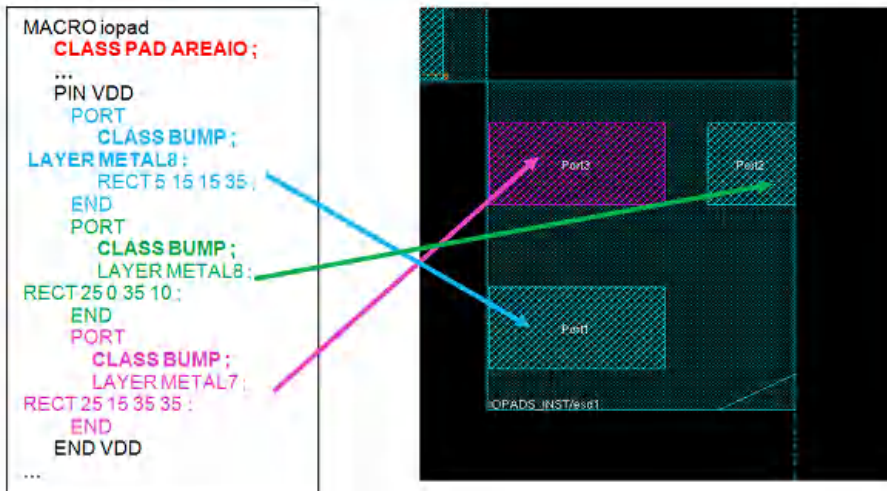 MACRO iopad
CLASS PAD AREAIO ;
...
PIN VDD
PORT
CLASS BUMP ;
LAYER METAL8 ;
RECT 5 15 15 35 ;
END
PORT
CLASS BUMP ;
LAYER METAL8 ;
RECT 25 0 35 10 ;
END
PORT
CLASS BUMP ;
LAYER METAL7 ;
RECT 25 15 35 35 ;
END
END VDD
...
Port3
Port2
Port1
IOPADS_INST/esd1